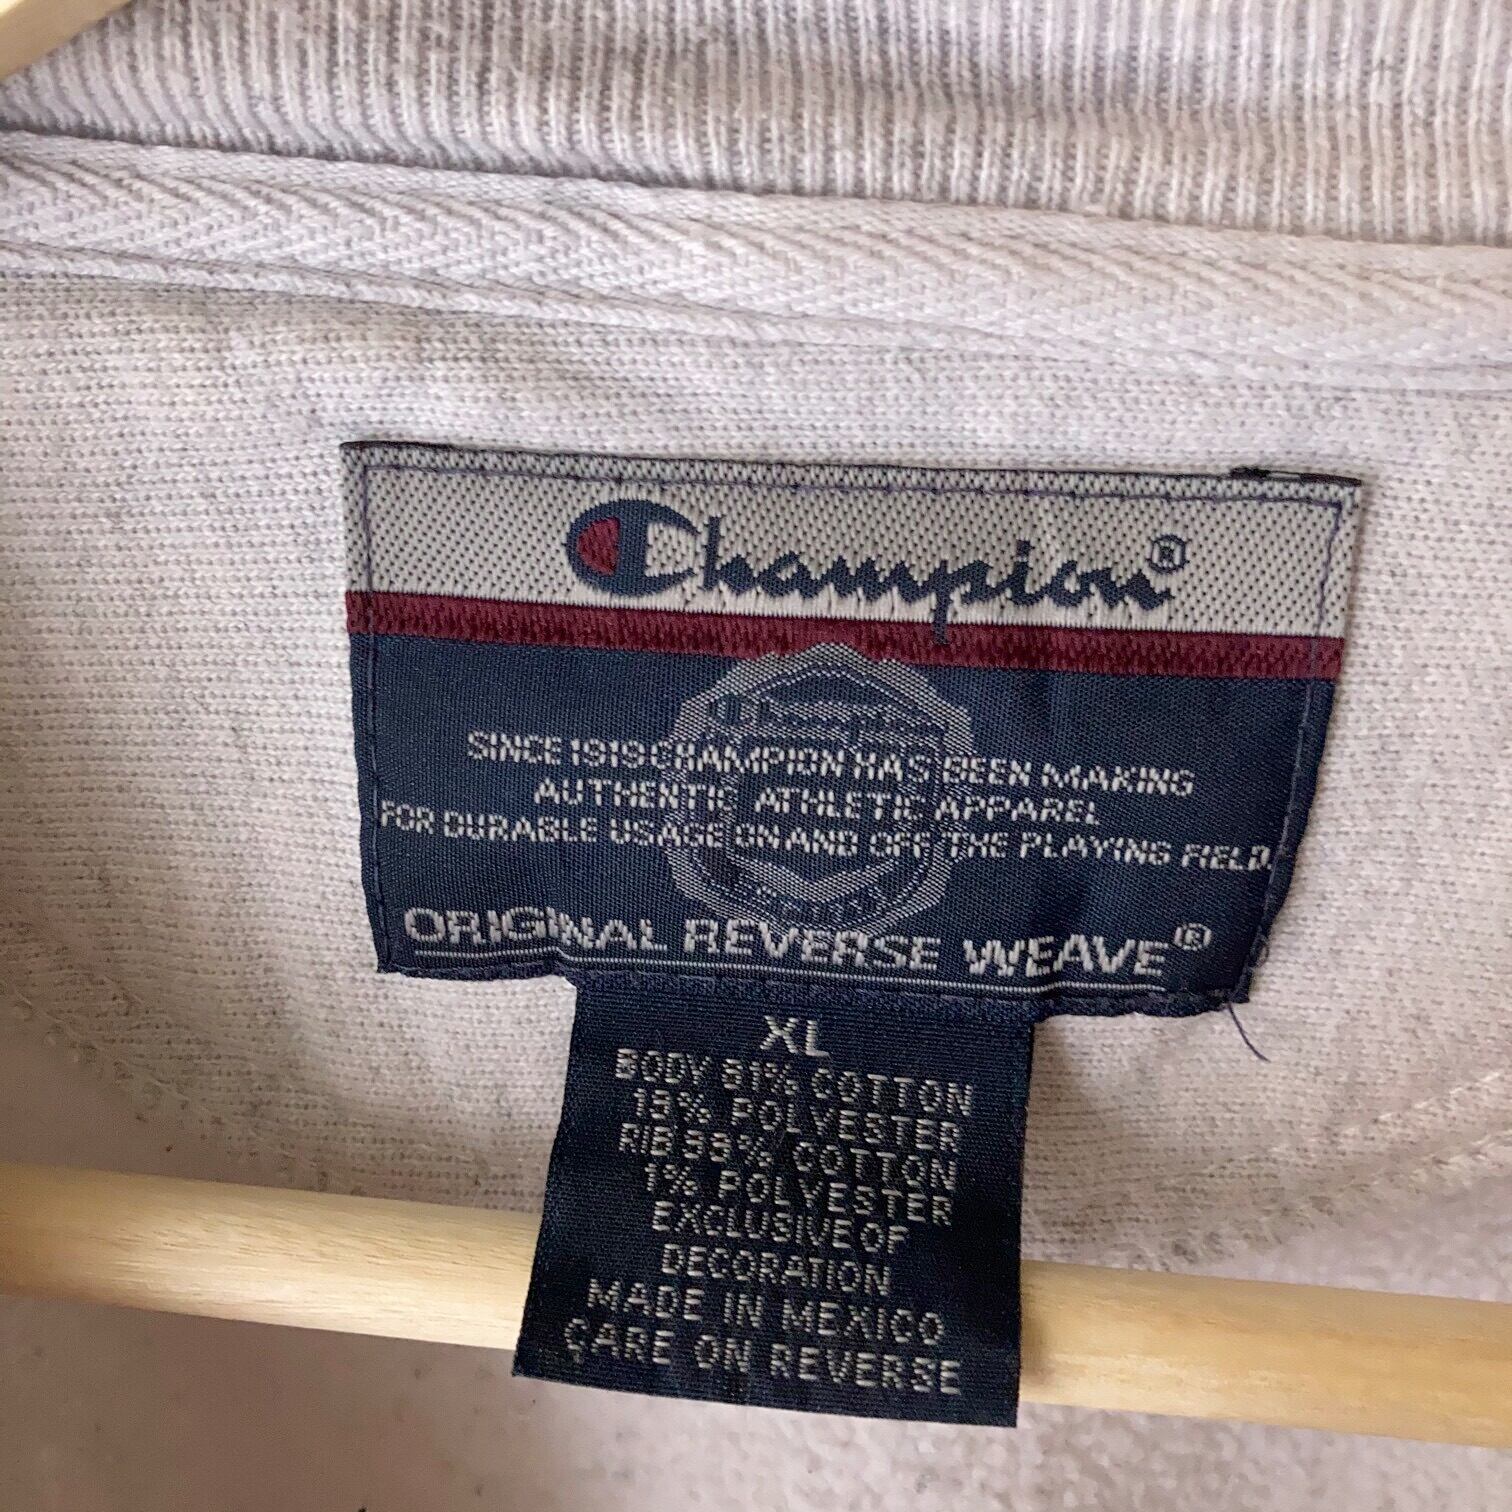 Champion®
Champion
SINCE 1919 CHAMPION HAS BEEN MAKING
AUTHENTIC ATHLETIC APPAREL
FOR DURABLE USAGE ON AND OFF THE PLAYING FIELD.
ORIGINAL REVERSE WEAVE®
XL
BODY 81% COTTON
19% POLYESTER
RIB 99% COTTON
1% POLYESTER
EXCLUSIVE OF
DECORATION
MADE IN MEXICO
CARE ON REVERSE